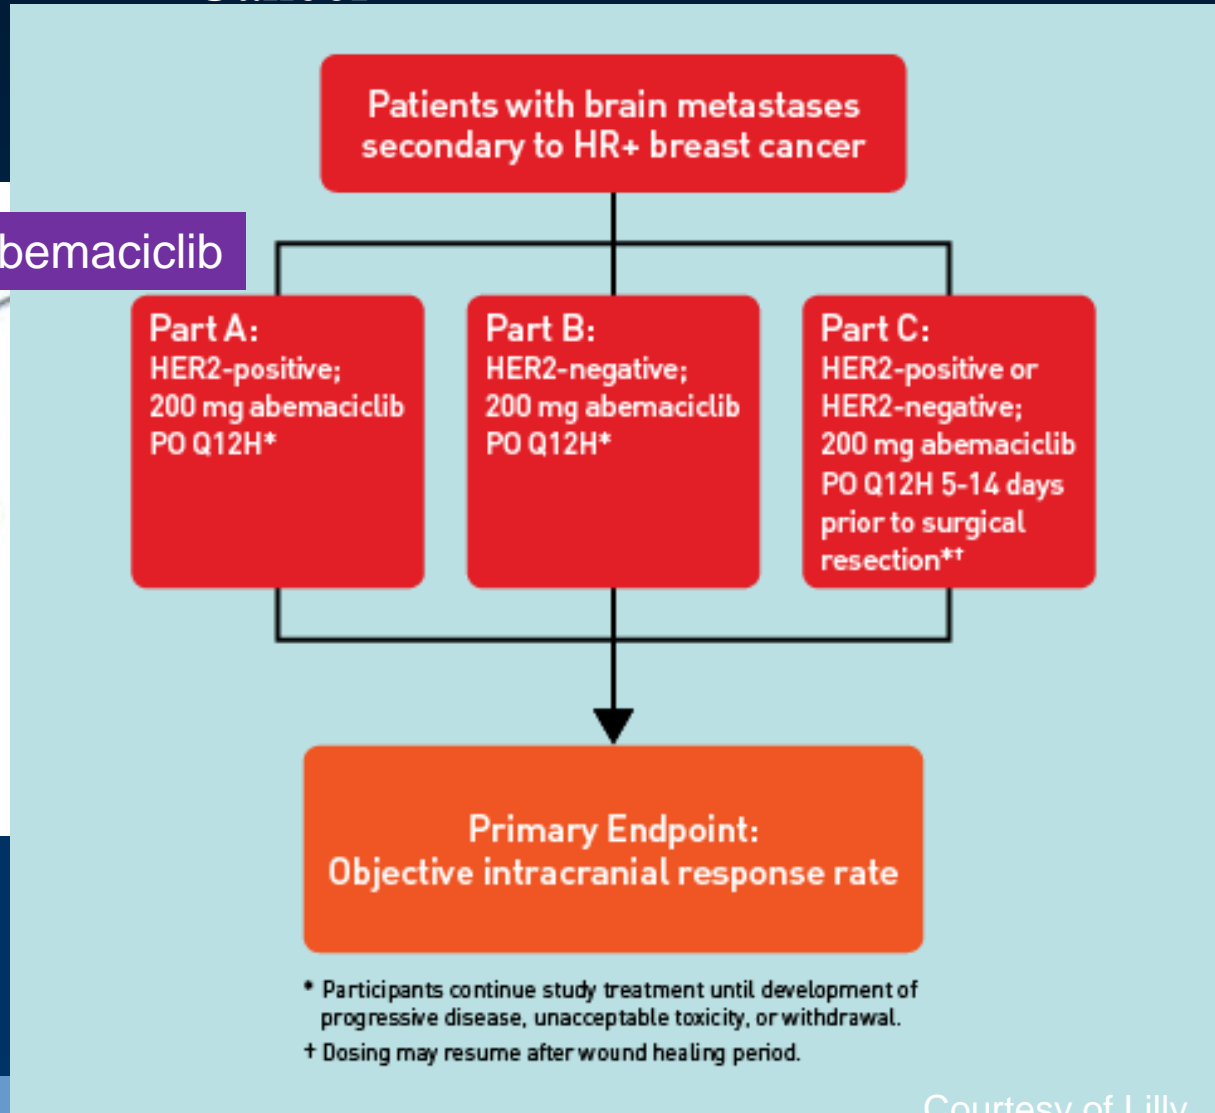 Patients with brain metastases
secondary to HR+ breast cancer
bemaciclib
Part A:
HER2-positive;
200 mg abemaciclib
PO Q12H*
Part B:
HER2-negative;
200 mg abemaciclib
PO Q12H*
Part C:
HER2-positive or
HER2-negative;
200 mg abemaciclib
PO Q12H 5-14 days
prior to surgical
resection*†
Primary Endpoint:
Objective intracranial response rate
* Participants continue study treatment until development of
progressive disease, unacceptable toxicity, or withdrawal.
† Dosing may resume after wound healing period.
Courtesy of Lilly